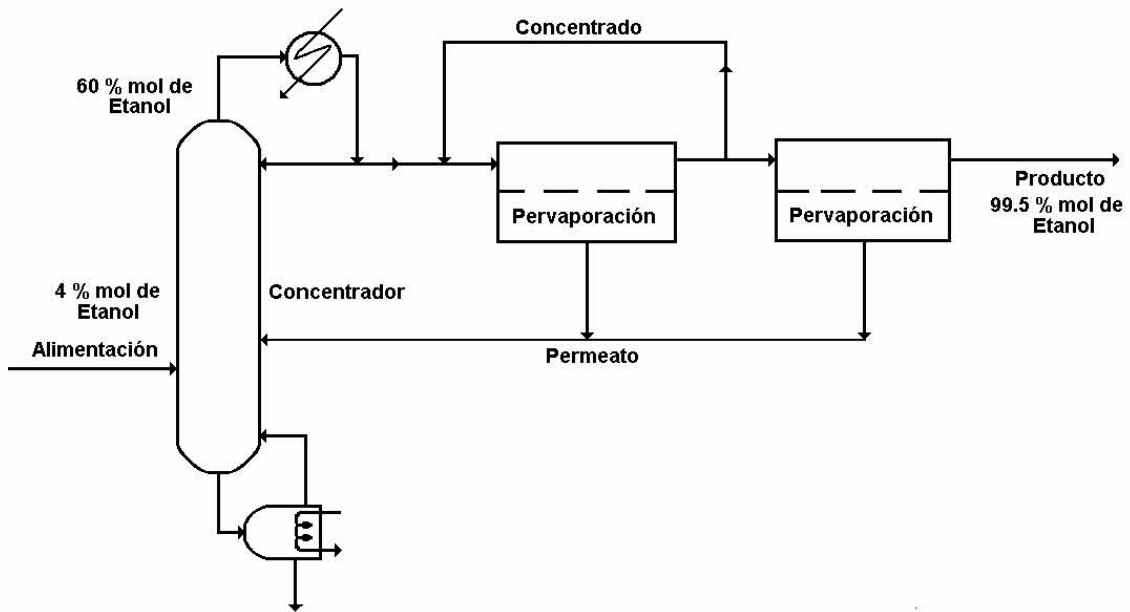 Concentrado
60 % mol de
Etanol
Pervaporación
Pervaporación
Producto
99.5 % mol de
Etanol
4 % mol de
Etanol
Concentrador
Alimentación
Permeato